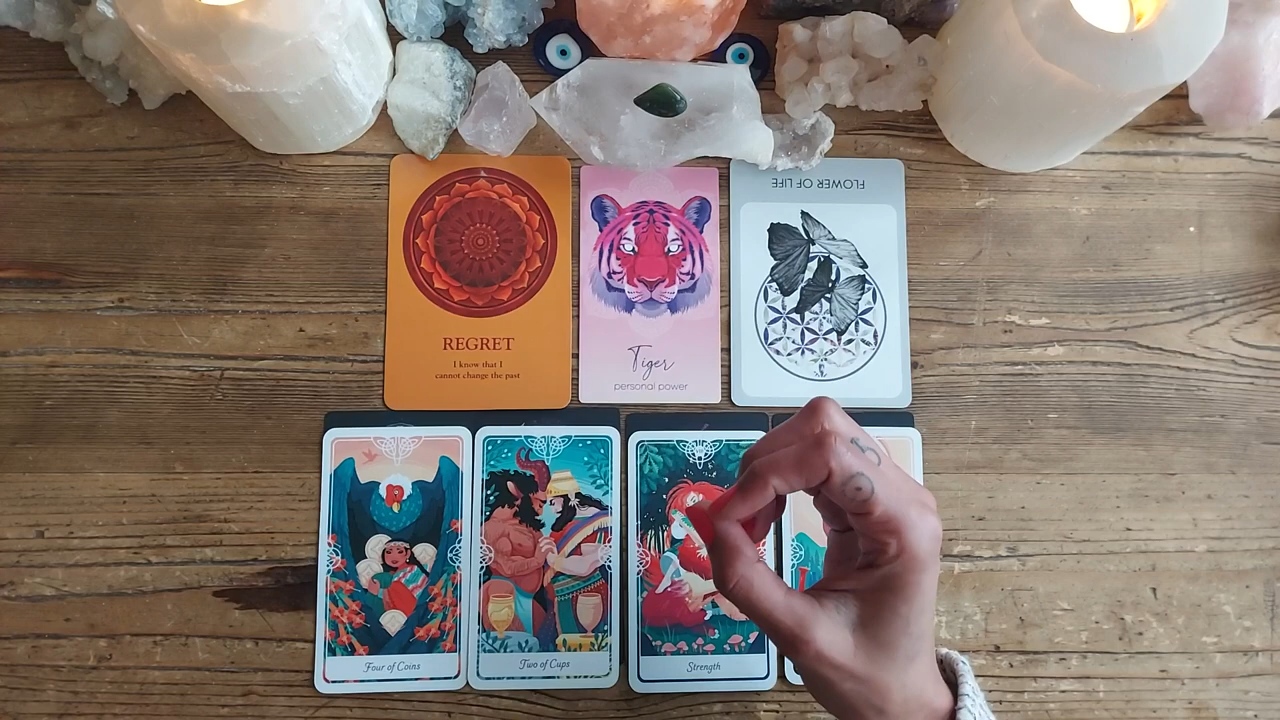 FLOWER OF LIFE
REGRET
I know that I
cannot change the past
Tiger
personal power
Four of Coins
Two of Cups
Strength